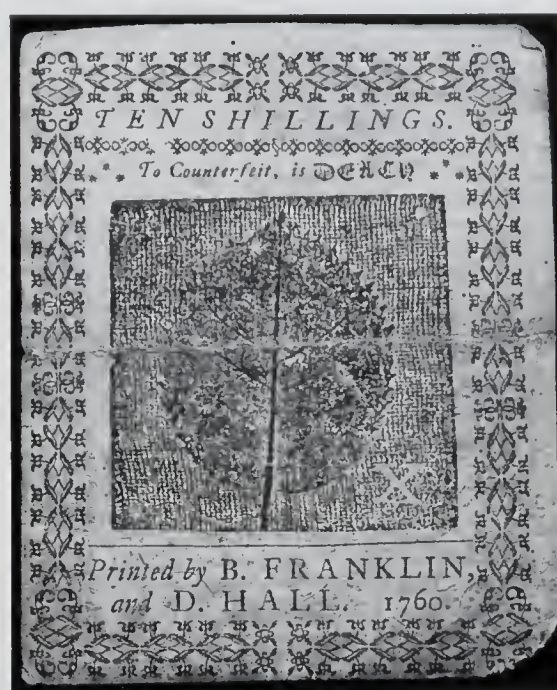 TEN SHILLINGS.
To Counterfeit, is DEATH
Printed by B. FRANKLIN,
and D. HALL. 1760.